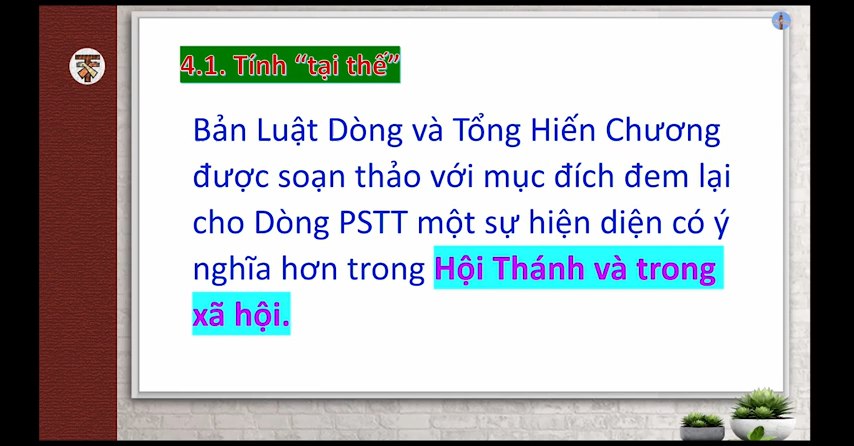 4.1. Tính “tại thế”
Bản Luật Dòng và Tổng Hiến Chương
được soạn thảo với mục đích đem lại
cho Dòng PSTT một sự hiện diện có ý
nghĩa hơn trong Hội Thánh và trong
xã hội.